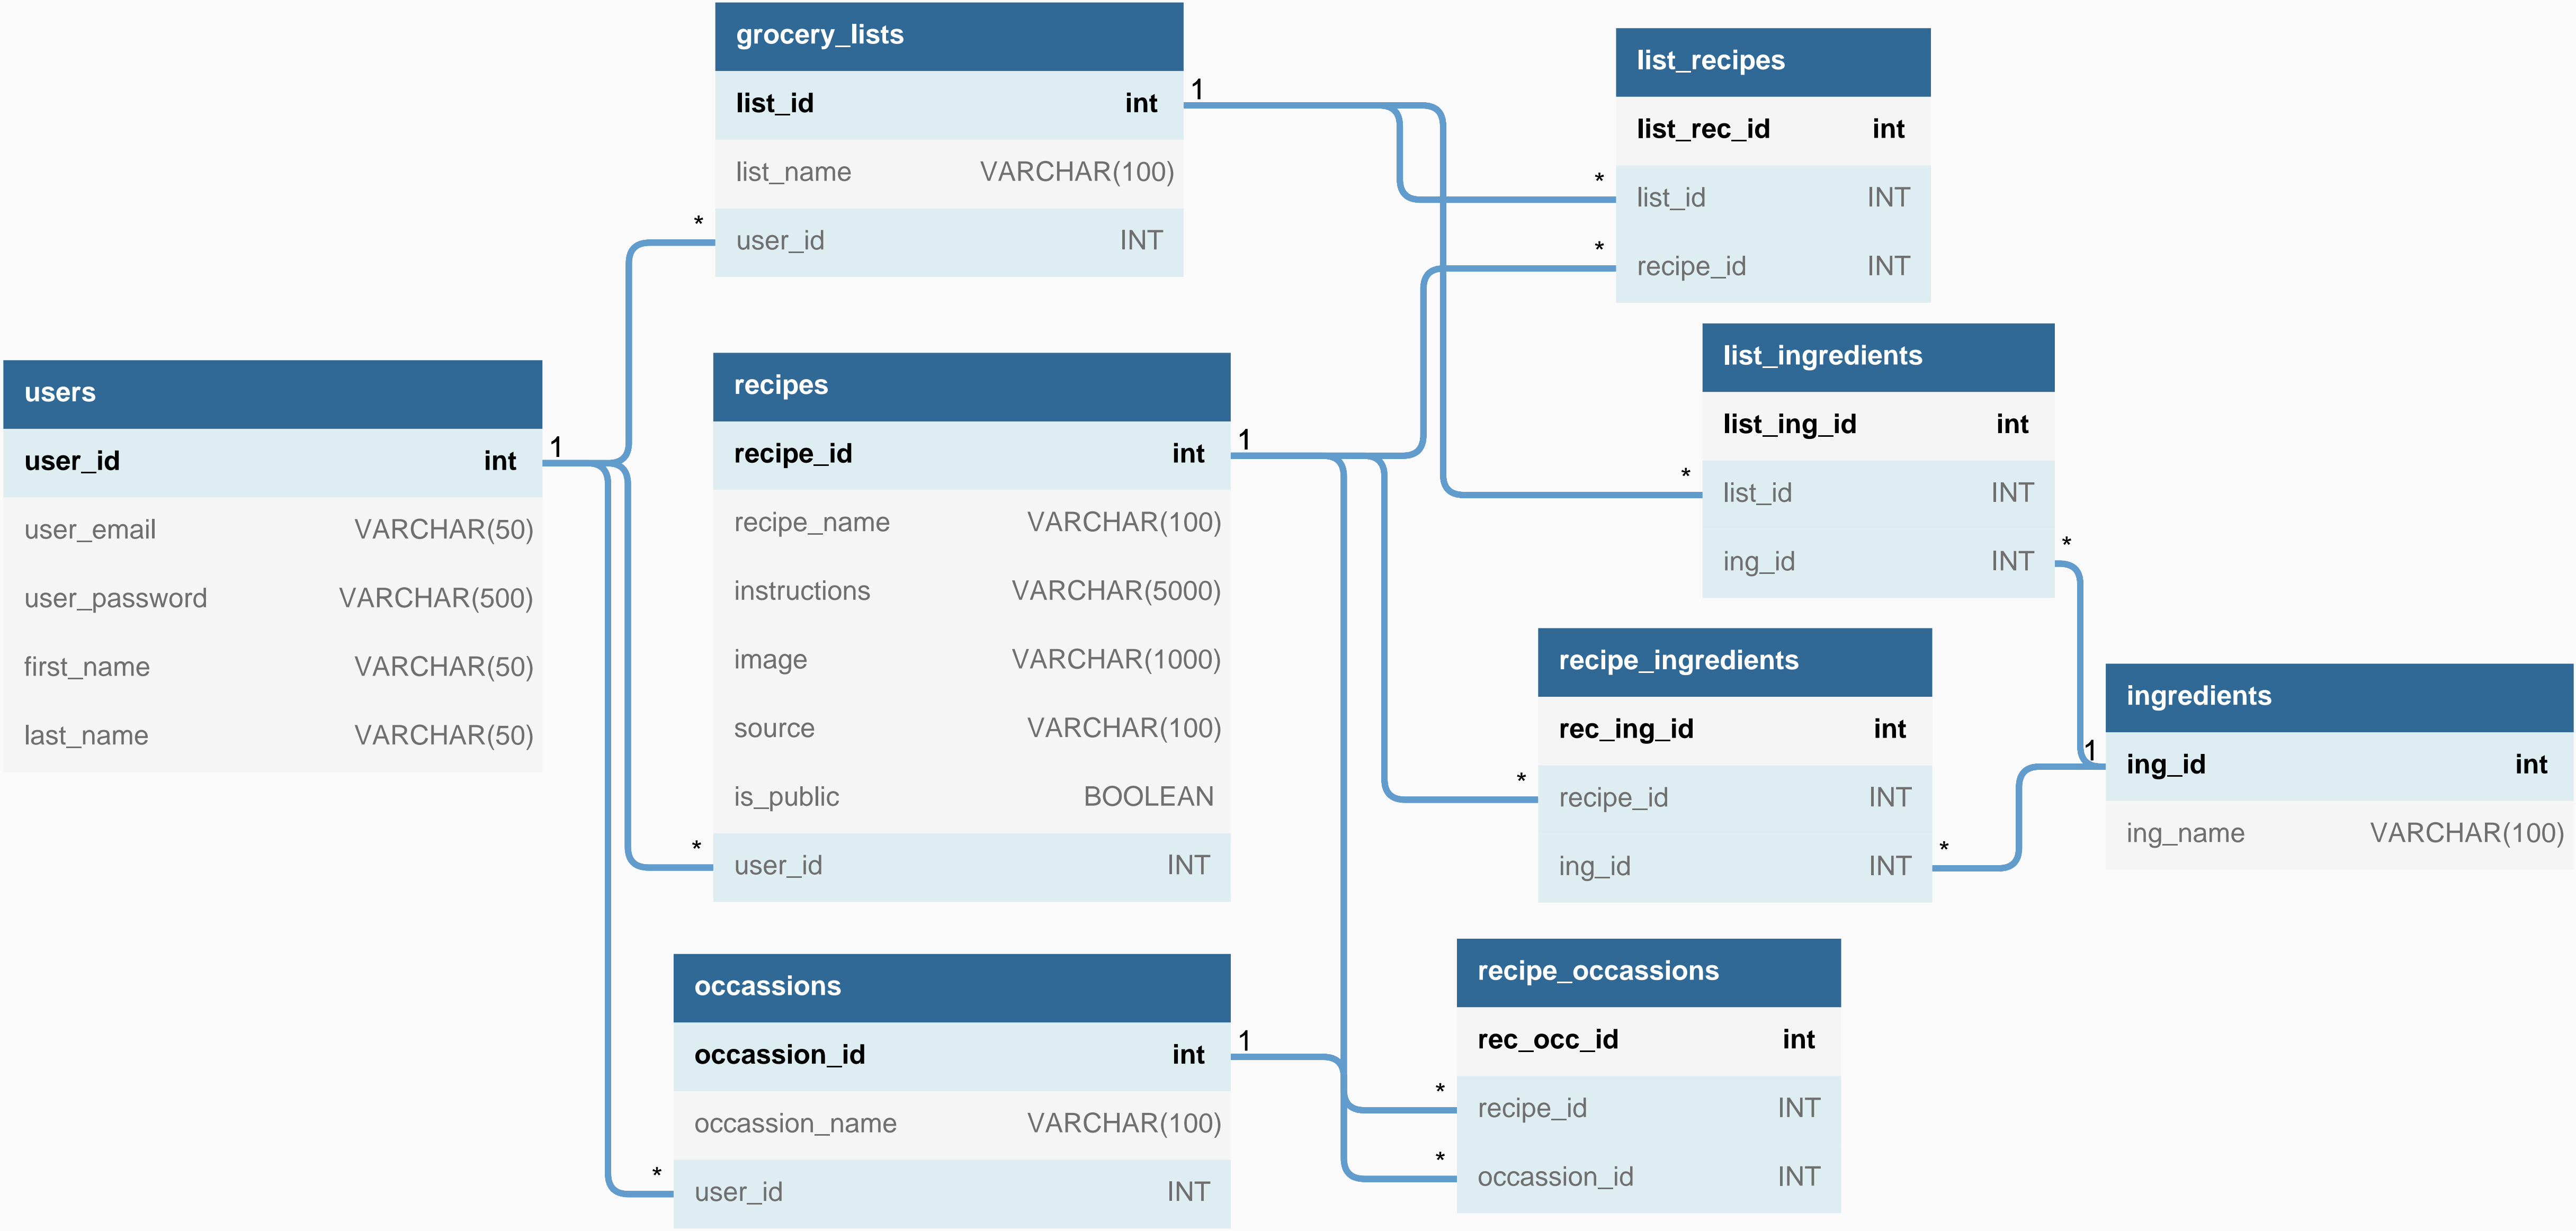 grocery_lists
list_id int
list_name VARCHAR(100)
user_id INT
1
*
list_recipes
list_rec_id int
list_id INT
recipe_id INT
*
*
users
user_id int
user_email VARCHAR(50)
user_password VARCHAR(500)
first_name VARCHAR(50)
last_name VARCHAR(50)
1
recipes
recipe_id int
recipe_name VARCHAR(100)
instructions VARCHAR(5000)
image VARCHAR(1000)
source VARCHAR(100)
is_public BOOLEAN
user_id INT
1
*
list_ingredients
list_ing_id int
list_id INT
ing_id INT
*
*
recipe_ingredients
rec_ing_id int
recipe_id INT
ing_id INT
*
*
ingredients
ing_id int
ing_name VARCHAR(100)
1
occassions
occassion_id int
occassion_name VARCHAR(100)
user_id INT
1
*
recipe_occassions
rec_occ_id int
recipe_id INT
occassion_id INT
*
*